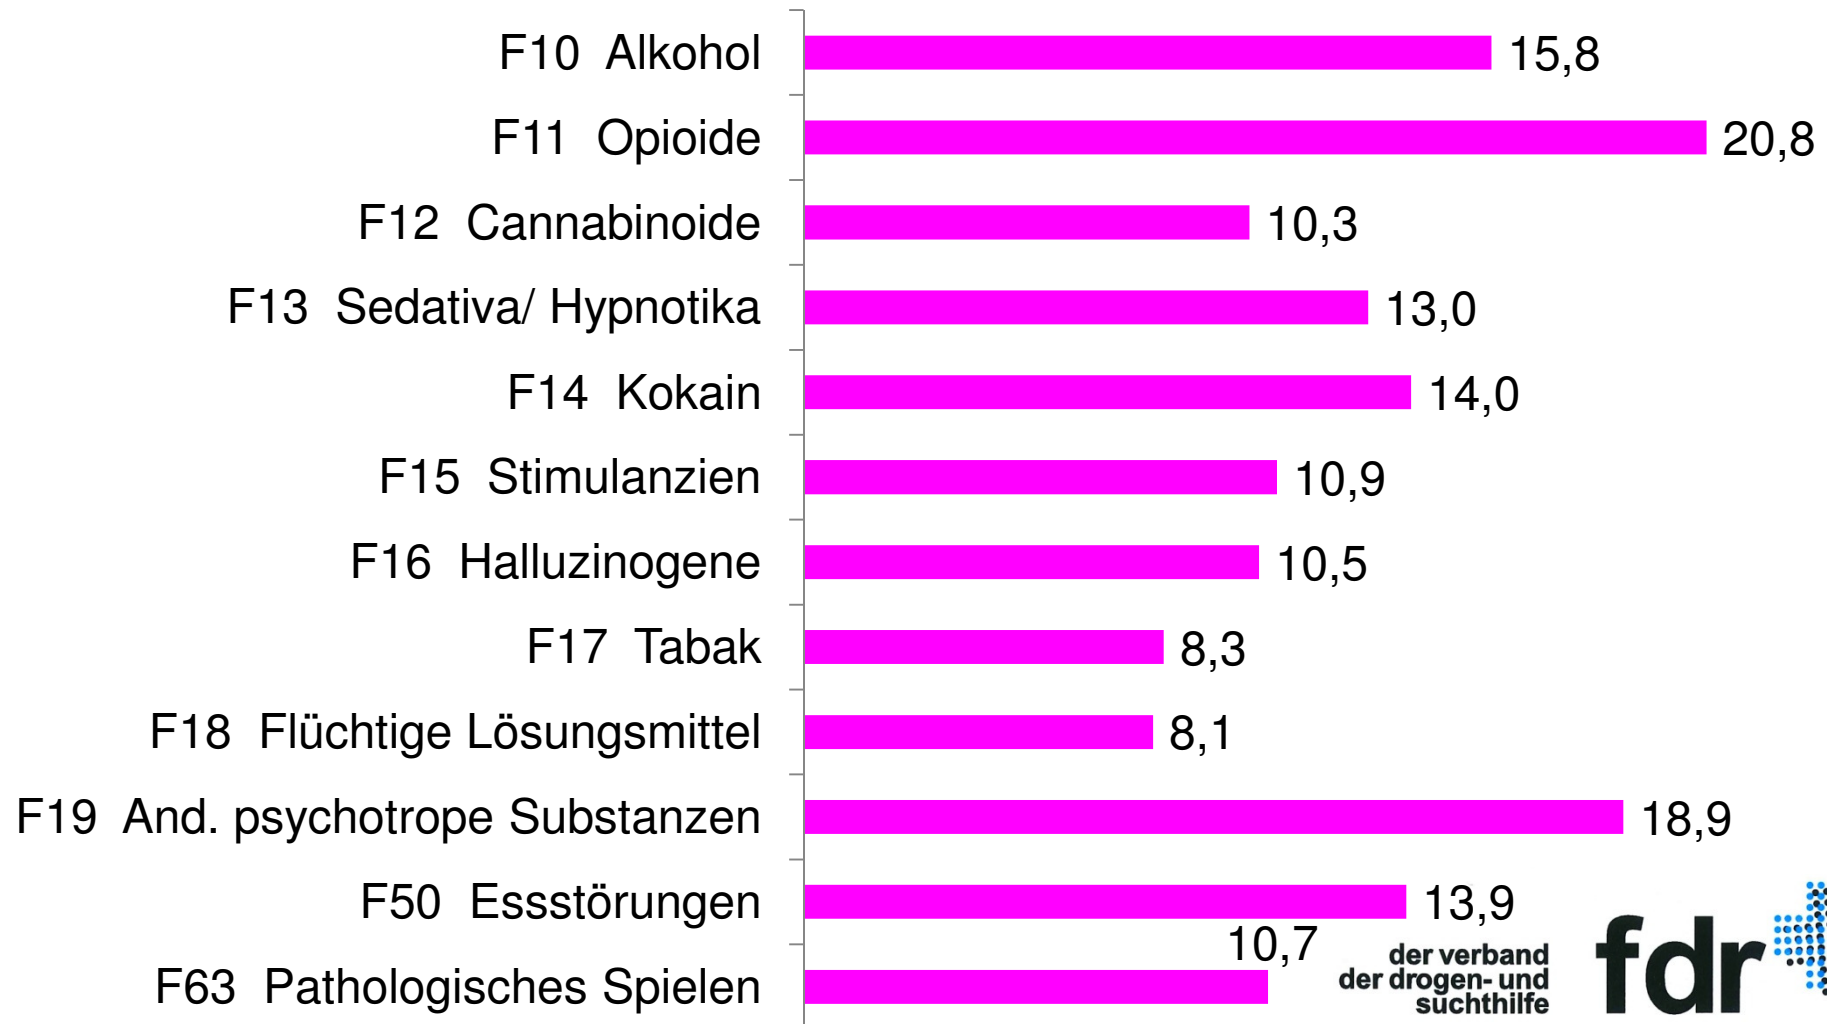 F10 Alkohol 15,8
F11 Opioide 20,8
F12 Cannabinoide 10,3
F13 Sedativa/ Hypnotika 13,0
F14 Kokain 14,0
F15 Stimulanzien 10,9
F16 Halluzinogene 10,5
F17 Tabak 8,3
F18 Flüchtige Lösungsmittel 8,1
F19 And. psychotrope Substanzen 18,9
F50 Essstörungen 13,9
F63 Pathologisches Spielen 10,7
der verband
der drogen- und
suchthilfe
fdr